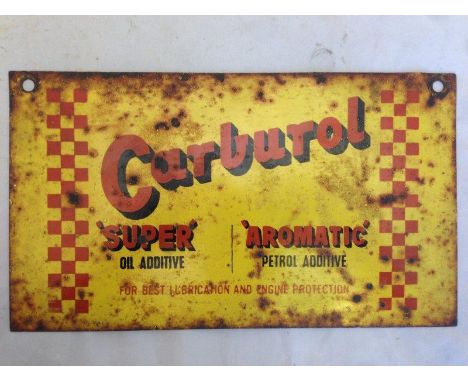 Carburol
"SUPER" "AROMATIC"
OIL ADDITIVE PETROL ADDITIVE
FOR BEST LUBRICATION AND ENGINE PROTECTION